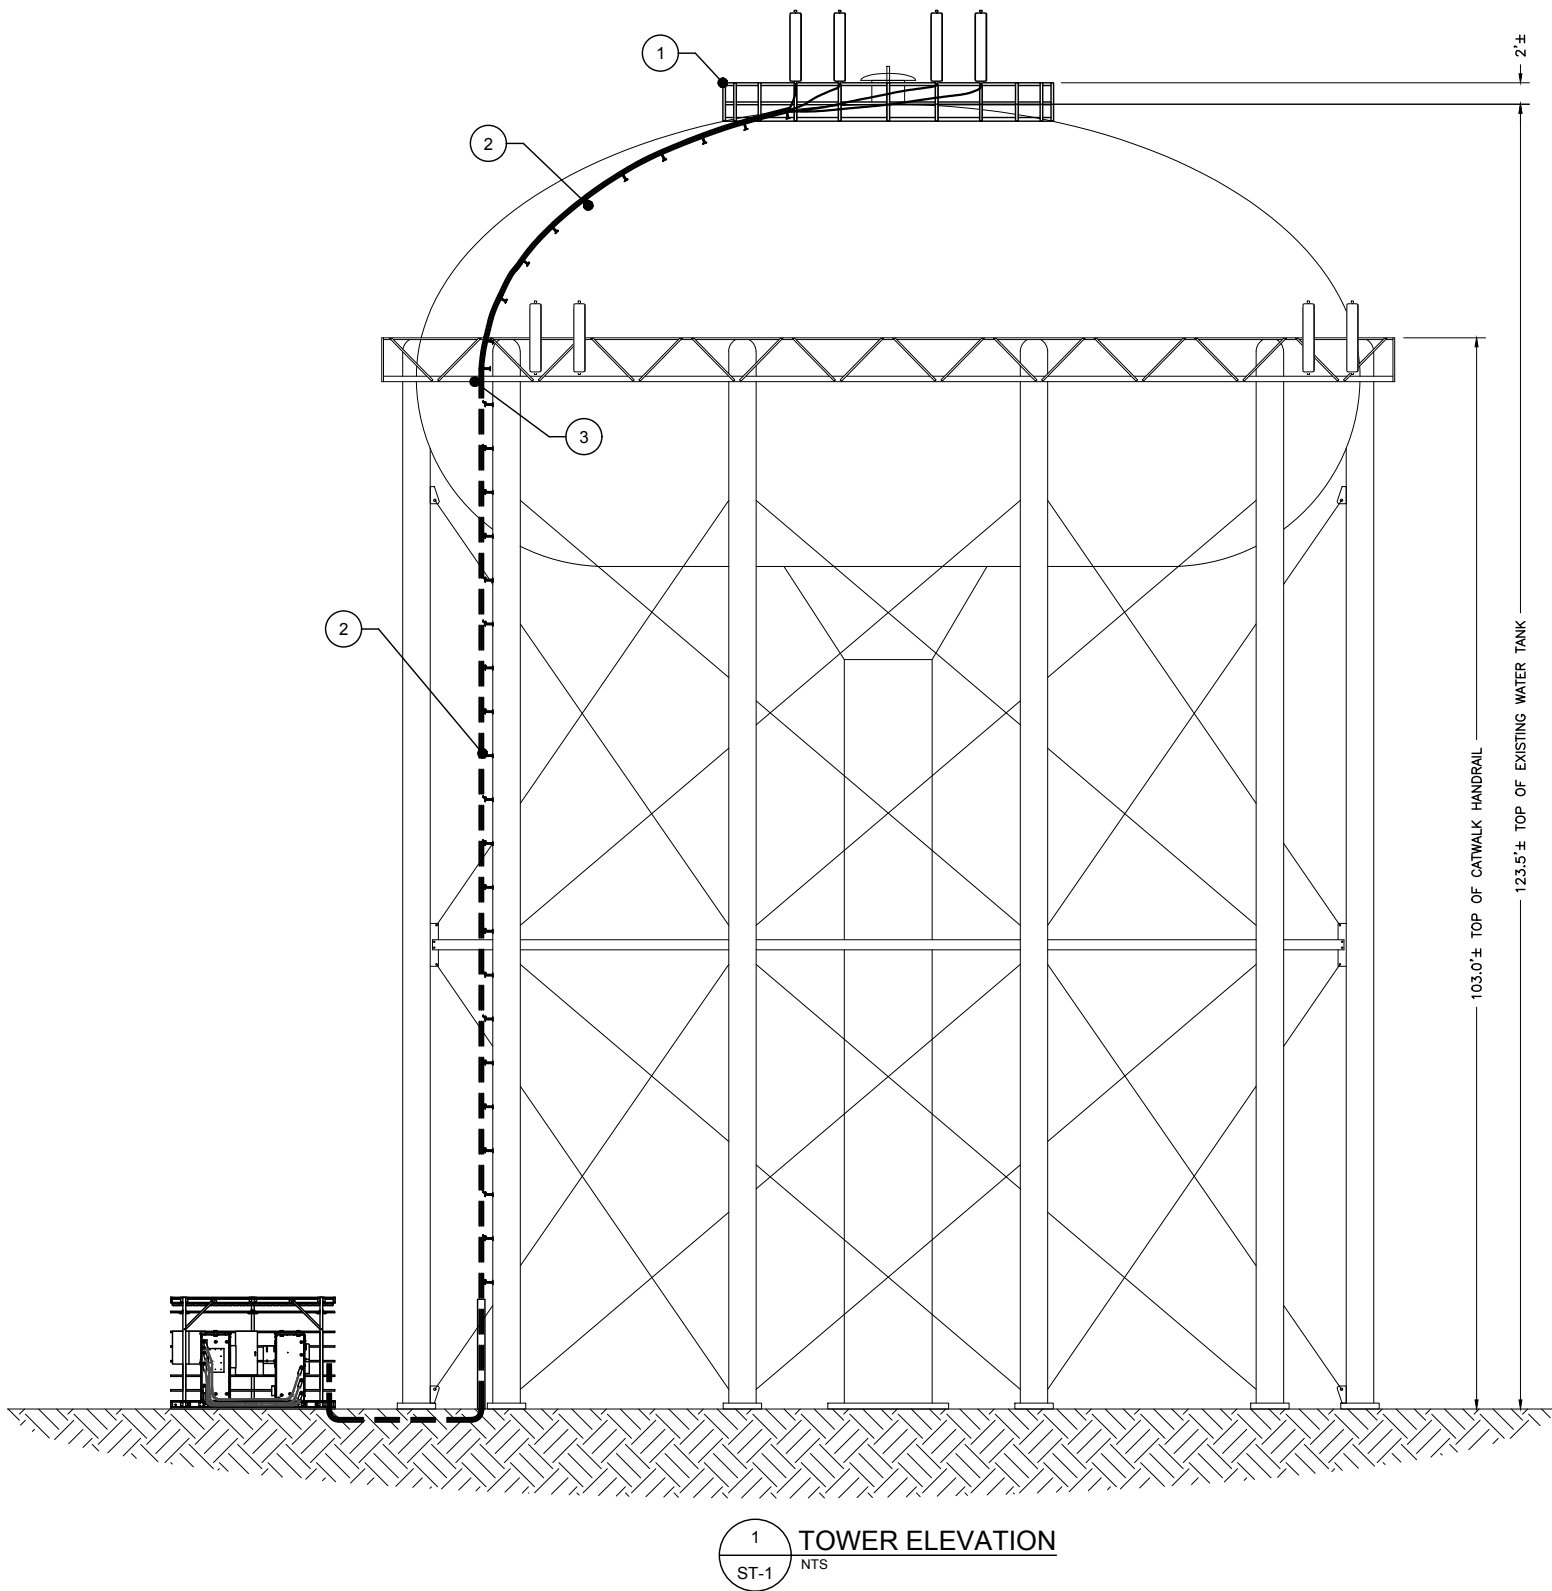 1
2'±
2
3
2
123.5'± TOP OF EXISTING WATER TANK
103.0'± TOP OF CATWALK HANDRAIL
1
TOWER ELEVATION
ST-1
NTS